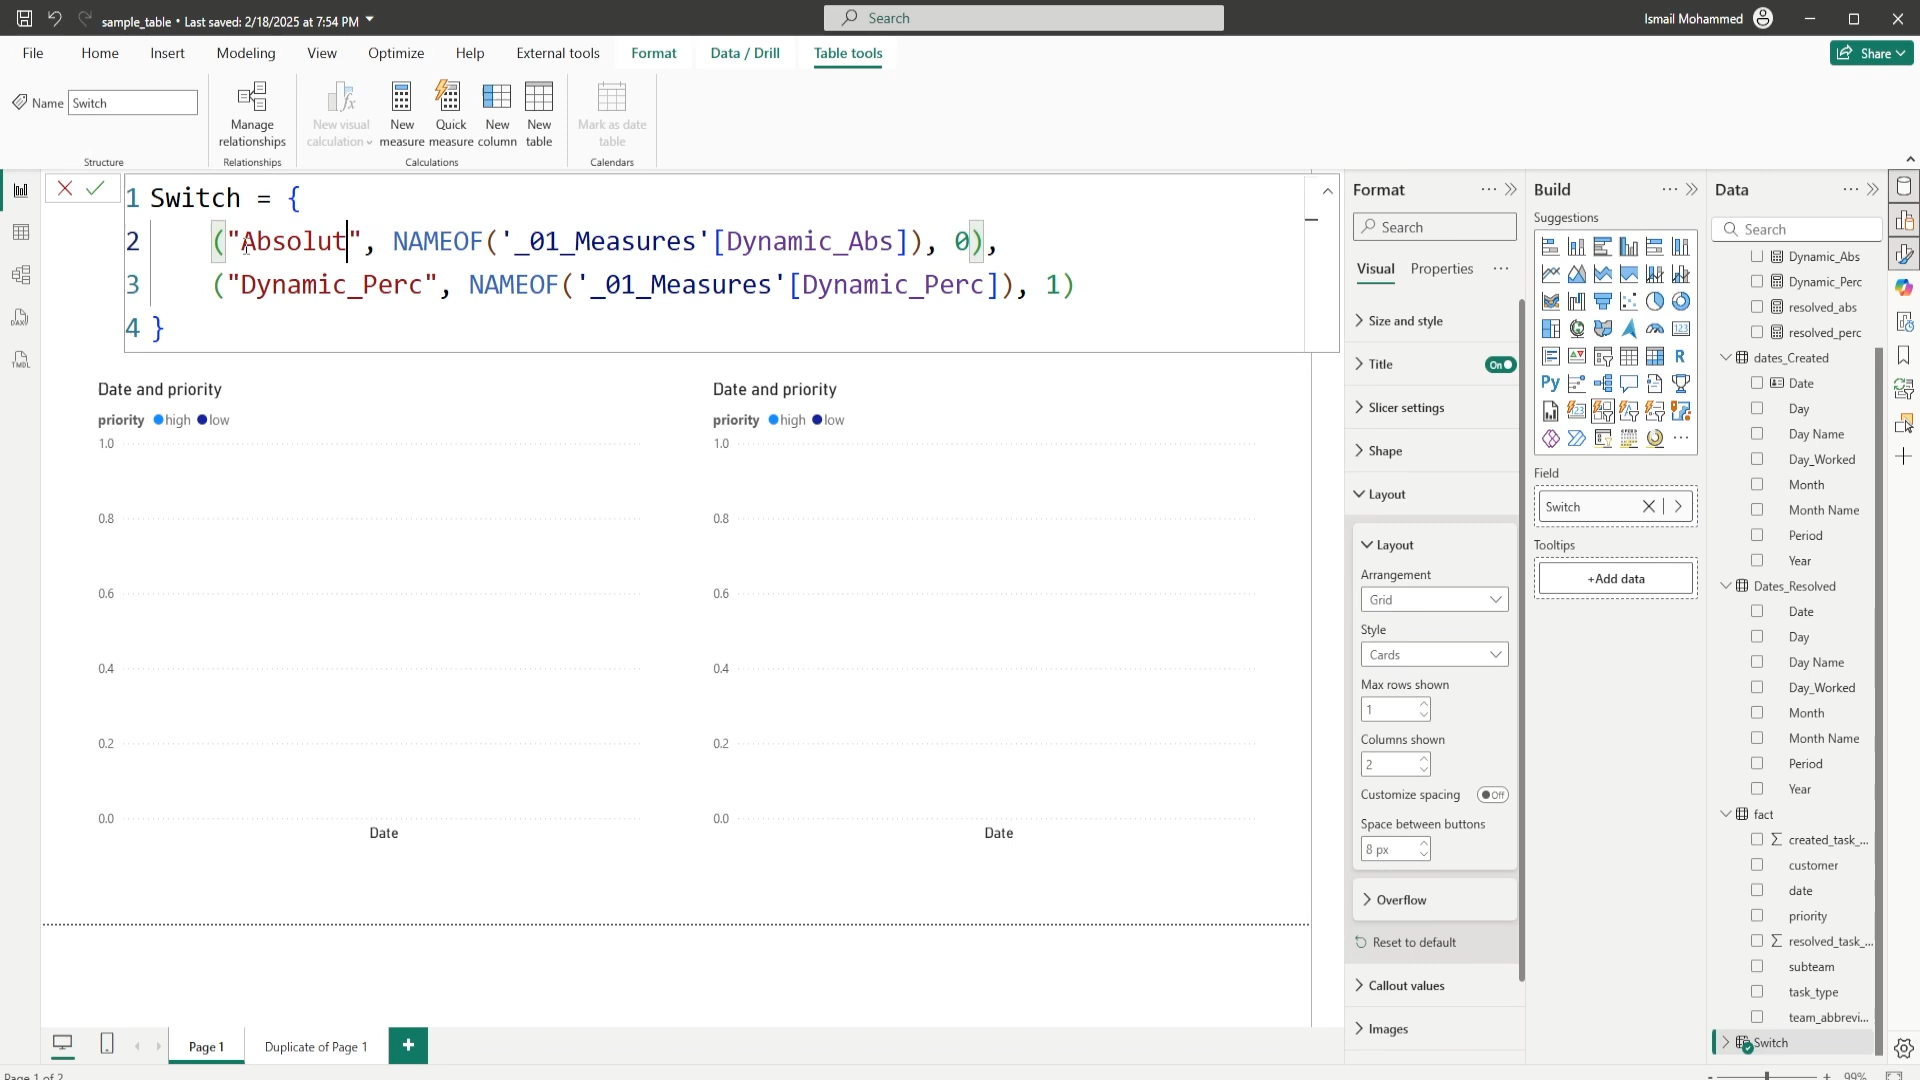 sample_table • Last saved: 2/18/2025 at 7:54 PM
Search
Ismail Mohammed
File
Home
Insert
Modeling
View
Optimize
Help
External tools
Format
Data / Drill
Table tools
Share
Name
Switch
Manage relationships
New visual calculation
New measure
Quick measure
New column
New table
Mark as date table
Structure
Relationships
Calculations
Calendars
1 Switch = {
2 ("Absolut", NAMEOF('_01_Measures'[Dynamic_Abs]), 0),
3 ("Dynamic_Perc", NAMEOF('_01_Measures'[Dynamic_Perc]), 1)
4 }
DAX
TMDL
Date and priority
priority high low
1.0
0.8
0.6
0.4
0.2
0.0
Date
Date and priority
priority high low
1.0
0.8
0.6
0.4
0.2
0.0
Date
Page 1
Duplicate of Page 1
+
Page 1 of 2
Format
Search
Visual
Properties
Size and style
Title
On
Slicer settings
Shape
Layout
Layout
Arrangement
Grid
Style
Cards
Max rows shown
1
Columns shown
2
Customize spacing
Off
Space between buttons
8 px
Overflow
Reset to default
Callout values
Images
Build
Suggestions
123
R
Py
Field
Switch
Tooltips
+Add data
Data
Search
Dynamic_Abs
Dynamic_Perc
resolved_abs
resolved_perc
dates_Created
Date
Day
Day Name
Day_Worked
Month
Month Name
Period
Year
Dates_Resolved
Date
Day
Day Name
Day_Worked
Month
Month Name
Period
Year
fact
created_task_...
customer
date
priority
resolved_task_...
subteam
task_type
team_abbrevi...
Switch
99%